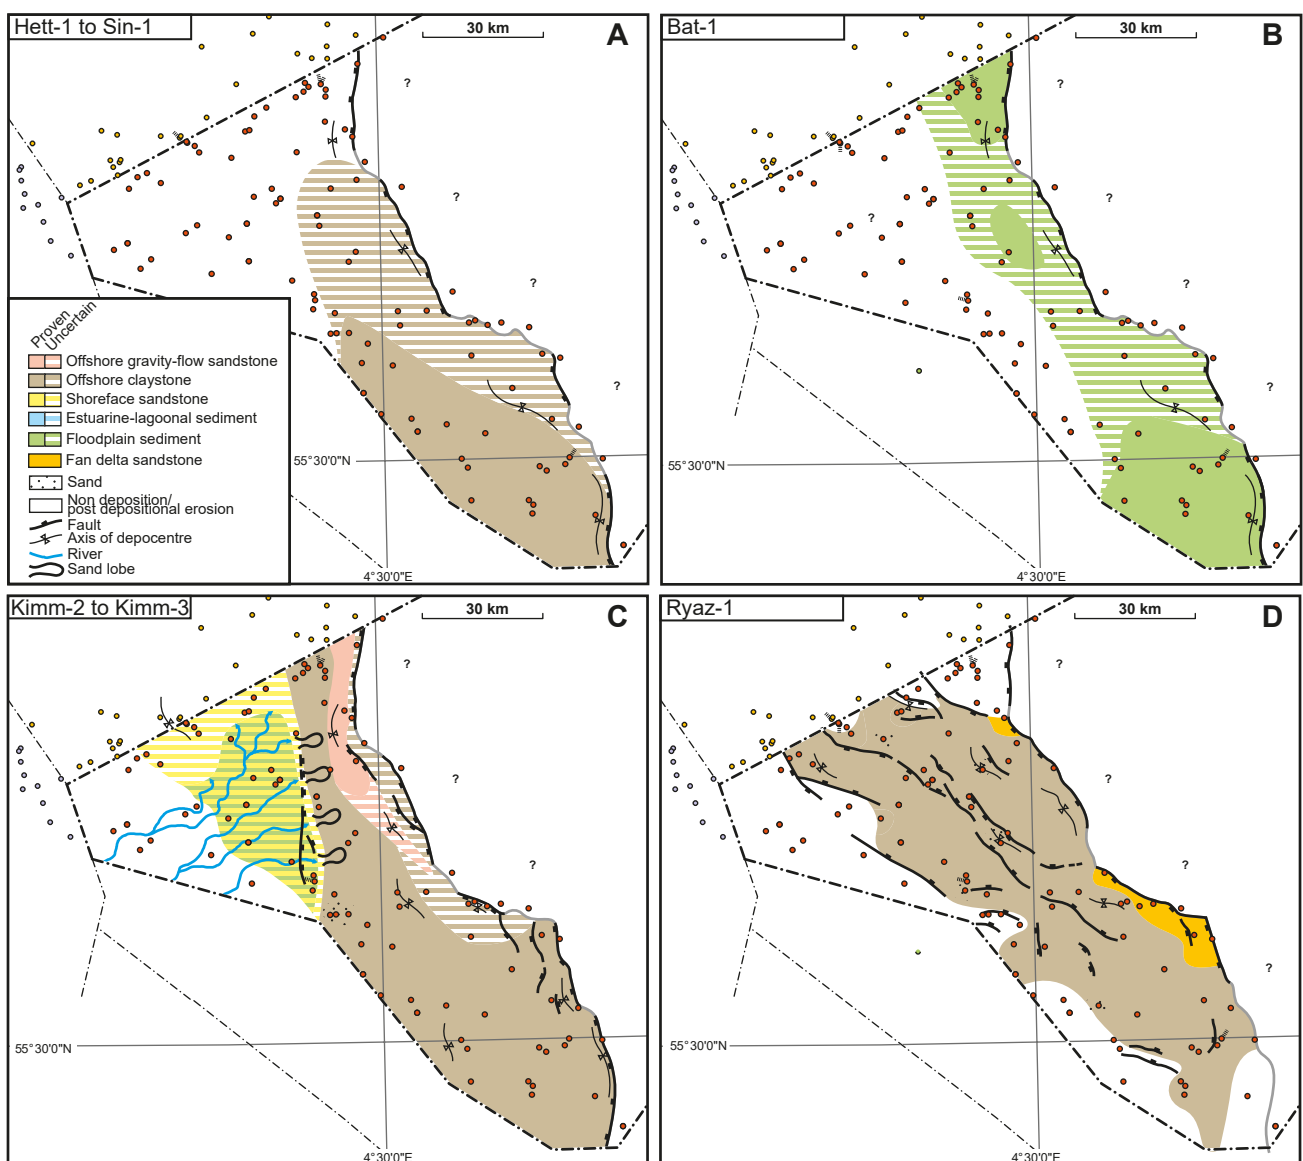 Hett-1 to Sin-1
30 km
A
?
?
?
?
Proven
Uncertain
Offshore gravity-flow sandstone
Offshore claystone
Shoreface sandstone
Estuarine-lagoonal sediment
Floodplain sediment
Fan delta sandstone
Sand
Non deposition/
post depositional erosion
Fault
Axis of depocentre
River
Sand lobe
55°30'0"N
4°30'0"E
Bat-1
30 km
B
?
?
?
?
?
55°30'0"N
4°30'0"E
Kimm-2 to Kimm-3
30 km
C
?
?
?
55°30'0"N
4°30'0"E
Ryaz-1
30 km
D
?
?
?
?
55°30'0"N
4°30'0"E